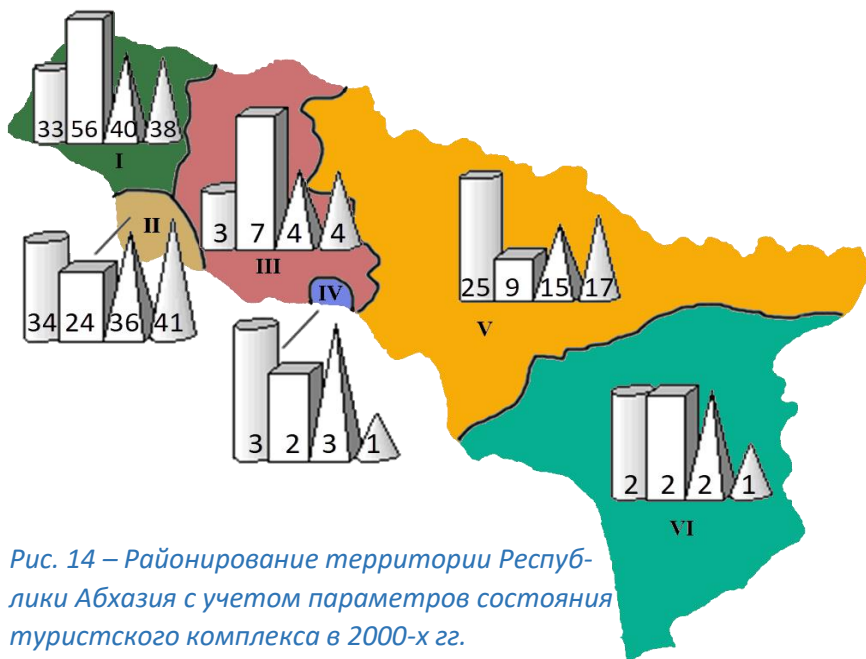 33 56 40 38
I
II
34 24 36 41
3 7 4 4
III
IV
3 2 3 1
25 9 15 17
V
2 2 2 1
VI
Рис. 14 – Районирование территории Респуб-
лики Абхазия с учетом параметров состояния
туристского комплекса в 2000-х гг.